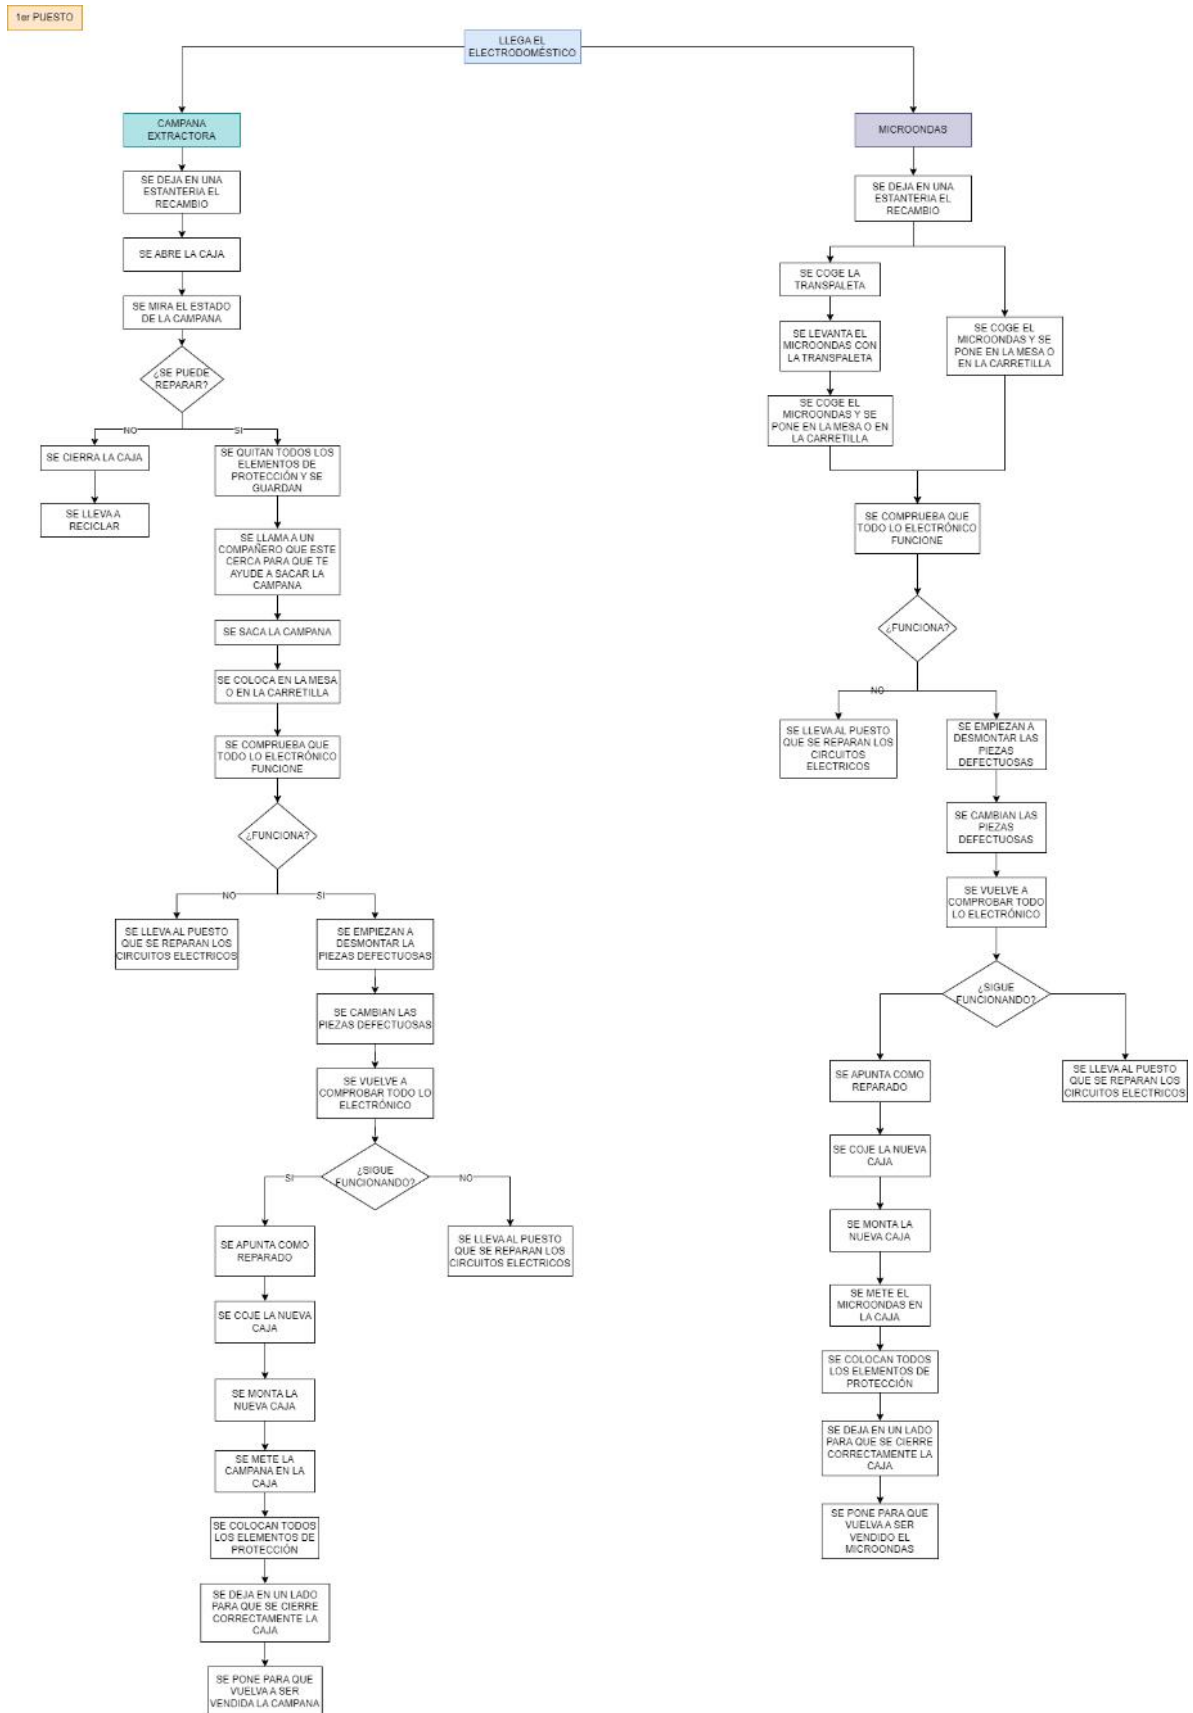 1er PUESTO
LLEGA EL
ELECTRODOMÉSTICO
CAMPANA
EXTRACTORA
SE DEJA EN UNA
ESTANTERIA EL
RECAMBIO
SE ABRE LA CAJA
SE MIRA EL ESTADO
DE LA CAMPANA
¿SE PUEDE
REPARAR?
NO
SI
SE CIERRA LA CAJA
SE LLEVA A
RECICLAR
SE QUITAN TODOS LOS
ELEMENTOS DE
PROTECCIÓN Y SE
GUARDAN
SE LLAMA A UN
COMPAÑERO QUE ESTE
CERCA PARA QUE TE
AYUDE A SACAR LA
CAMPANA
SE SACA LA CAMPANA
SE COLOCA EN LA MESA
O EN LA CARRETILLA
SE COMPRUEBA QUE
TODO LO ELECTRÓNICO
FUNCIONE
¿FUNCIONA?
NO
SI
SE LLEVA AL PUESTO
QUE SE REPARAN LOS
CIRCUITOS ELECTRICOS
SE EMPIEZAN A
DESMONTAR LA
PIEZAS DEFECTUOSAS
SE CAMBIAN LAS
PIEZAS DEFECTUOSAS
SE VUELVE A
COMPROBAR TODO LO
ELECTRÓNICO
¿SIGUE
FUNCIONANDO?
SI
NO
SE APUNTA COMO
REPARADO
SE LLEVA AL PUESTO
QUE SE REPARAN LOS
CIRCUITOS ELECTRICOS
SE COJE LA NUEVA
CAJA
SE MONTA LA
NUEVA CAJA
SE METE LA
CAMPANA EN LA
CAJA
SE COLOCAN TODOS
LOS ELEMENTOS DE
PROTECCIÓN
SE DEJA EN UN LADO
PARA QUE SE CIERRE
CORRECTAMENTE LA
CAJA
SE PONE PARA QUE
VUELVA A SER
VENDIDA LA CAMPANA
MICROONDAS
SE DEJA EN UNA
ESTANTERIA EL
RECAMBIO
SE COGE LA
TRANSPALETA
SE LEVANTA EL
MICROONDAS CON
LA TRANSPALETA
SE COGE EL
MICROONDAS Y SE
PONE EN LA MESA O EN
LA CARRETILLA
SE COGE EL
MICROONDAS Y SE
PONE EN LA MESA O
EN LA CARRETILLA
SE COMPRUEBA QUE
TODO LO ELECTRÓNICO
FUNCIONE
¿FUNCIONA?
NO
SE LLEVA AL PUESTO
QUE SE REPARAN LOS
CIRCUITOS
ELECTRICOS
SE EMPIEZAN A
DESMONTAR LAS
PIEZAS
DEFECTUOSAS
SE CAMBIAN LAS
PIEZAS
DEFECTUOSAS
SE VUELVE A
COMPROBAR TODO
LO ELECTRÓNICO
¿SIGUE
FUNCIONANDO?
SE APUNTA COMO
REPARADO
SE LLEVA AL PUESTO
QUE SE REPARAN LOS
CIRCUITOS ELECTRICOS
SE COJE LA NUEVA
CAJA
SE MONTA LA
NUEVA CAJA
SE METE EL
MICROONDAS EN
LA CAJA
SE COLOCAN TODOS
LOS ELEMENTOS DE
PROTECCIÓN
SE DEJA EN UN LADO
PARA QUE SE CIERRE
CORRECTAMENTE LA
CAJA
SE PONE PARA QUE
VUELVA A SER
VENDIDO EL
MICROONDAS